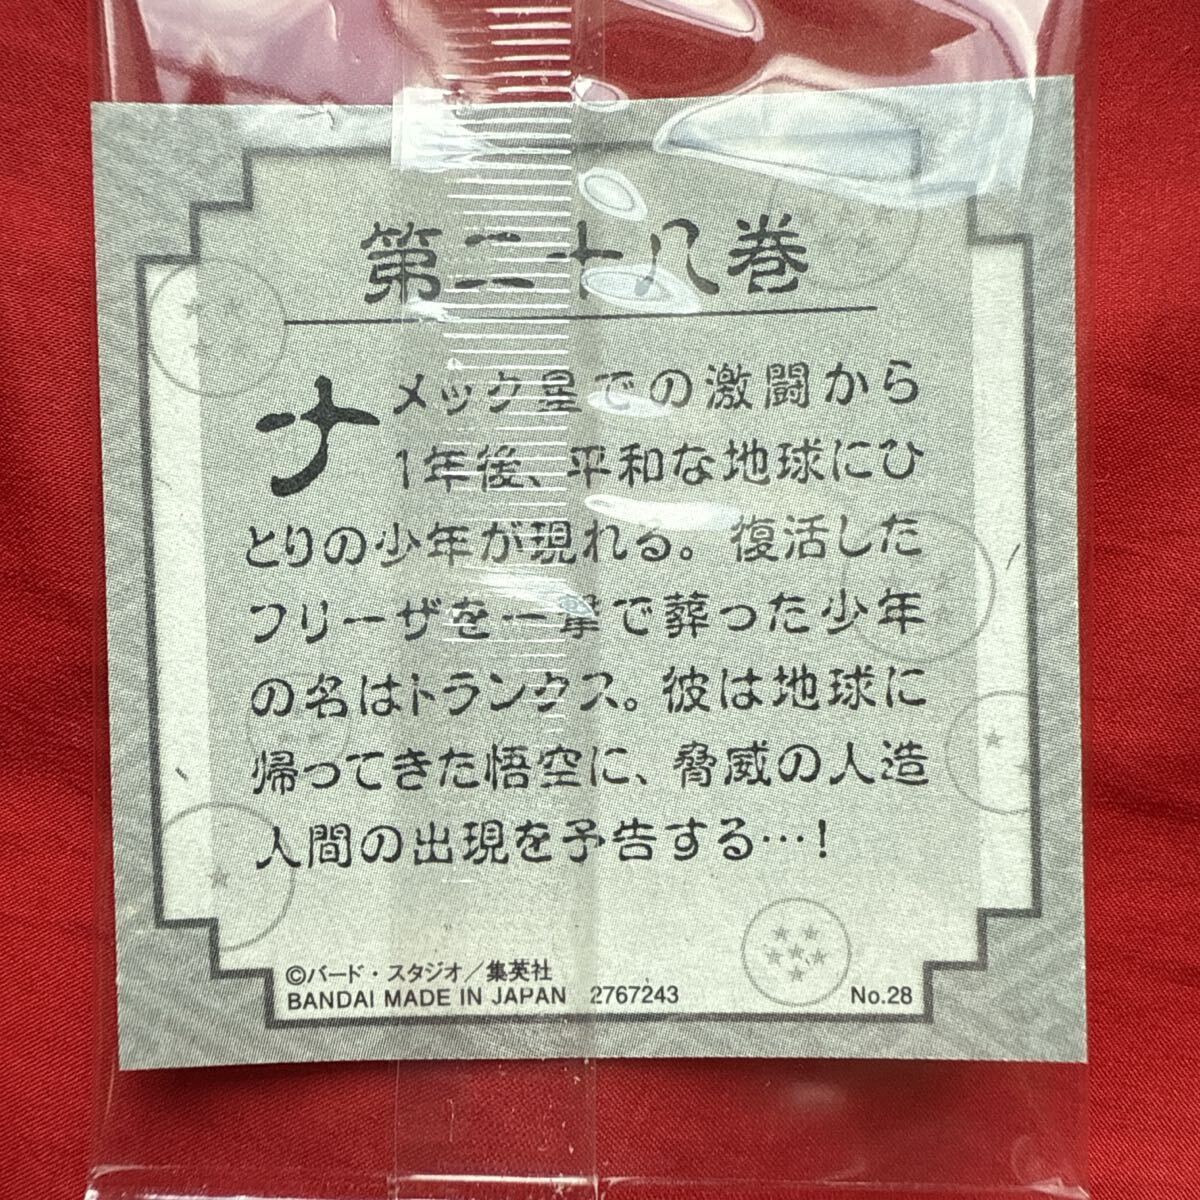 第二十八巻
ナメック星での激闘から
1年後、平和な地球にひ
とりの少年が現れる。復活した
フリーザを一撃で葬った少年
の名はトランクス。彼は地球に
帰ってきた悟空に、脅威の人造
人間の出現を予告する…!
©バード・スタジオ/集英社
BANDAI MADE IN JAPAN 2767243 No.28